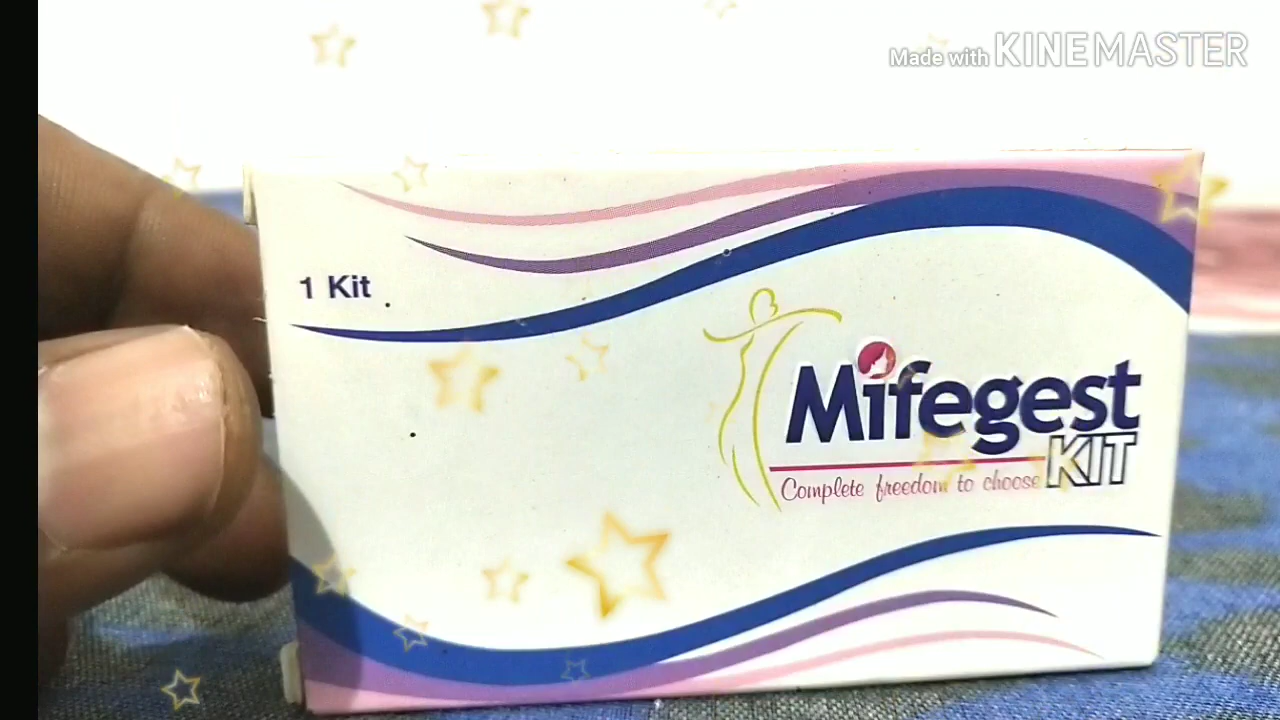 Made with KINEMASTER
1 Kit
Mifegest
KIT
Complete freedom to choose